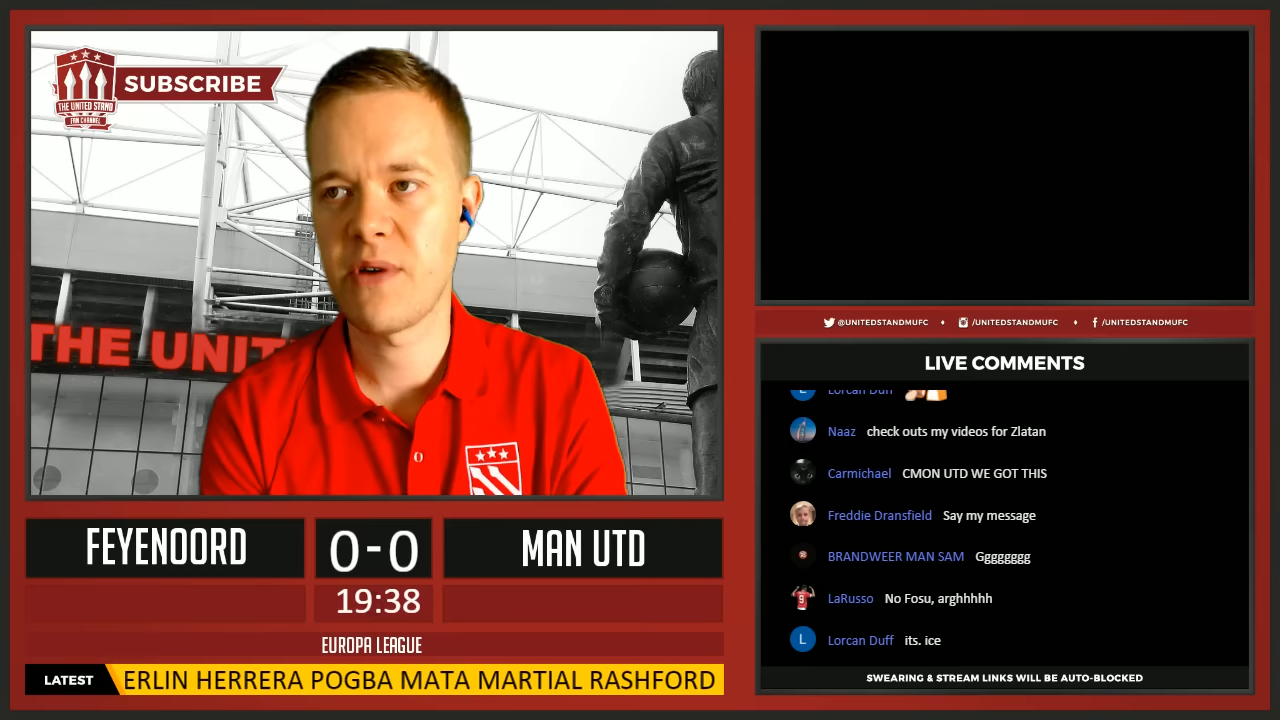 SUBSCRIBE
THE UNITED STAND
FAN CHANNEL
THE UNIT
FEYENOORD
0-0
MAN UTD
19:38
EUROPA LEAGUE
LATEST
ERLIN HERRERA POGBA MATA MARTIAL RASHFORD
@UNITEDSTANDMUFC
/UNITEDSTANDMUFC
/UNITEDSTANDMUFC
LIVE COMMENTS
L Lorcan Duff
Naaz check outs my videos for Zlatan
Carmichael CMON UTD WE GOT THIS
Freddie Dransfield Say my message
BRANDWEER MAN SAM Gggggggg
9
LaRusso No Fosu, arghhhhh
L Lorcan Duff its. ice
SWEARING & STREAM LINKS WILL BE AUTO-BLOCKED